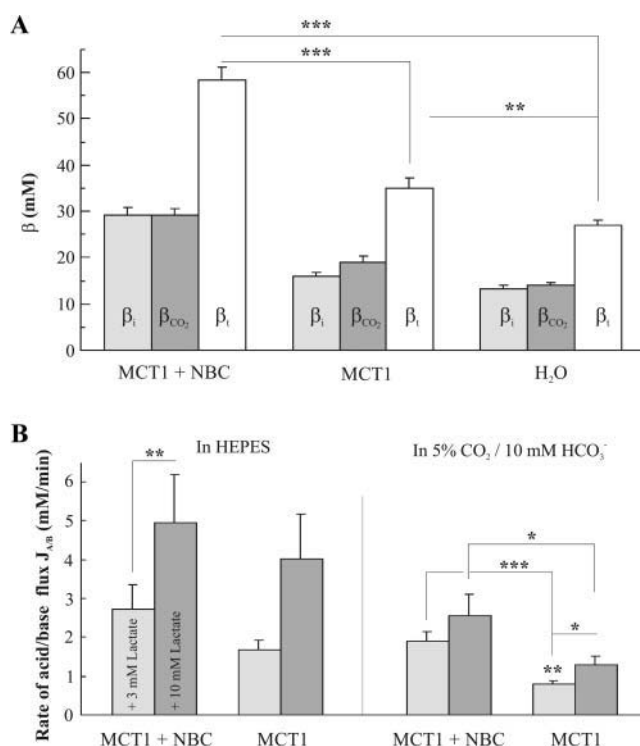 A
***
***
**
β (mM)
60
50
40
30
20
10
0
βi βCO2 βt
βi βCO2 βt
βi βCO2 βt
MCT1 + NBC MCT1 H2O
B
In HEPES In 5% CO2 / 10 mM HCO3-
Rate of acid/base flux JA/B (mM/min)
7
6
5
4
3
2
1
0
**
*
***
*
**
+ 3 mM Lactate
+ 10 mM Lactate
MCT1 + NBC MCT1 MCT1 + NBC MCT1